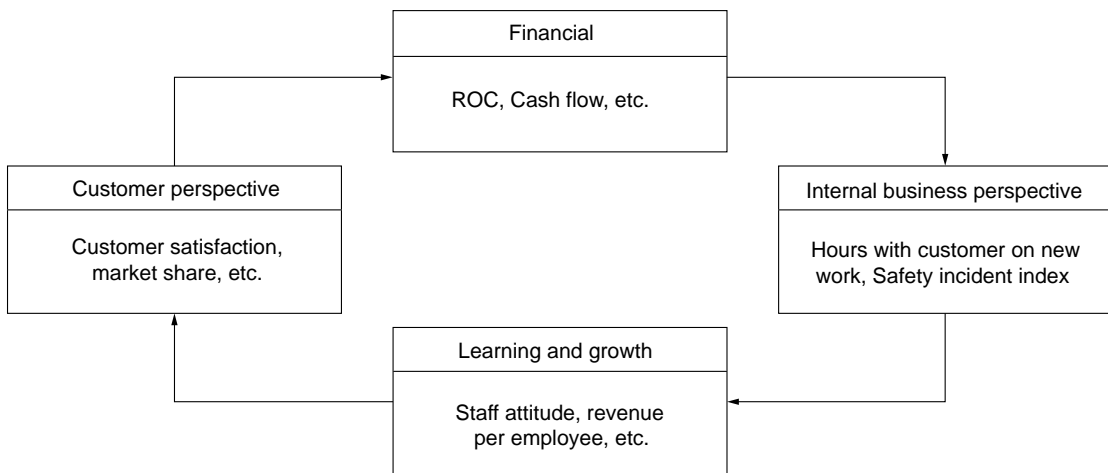 Financial
ROC, Cash flow, etc.
Customer perspective
Customer satisfaction,
market share, etc.
Internal business perspective
Hours with customer on new
work, Safety incident index
Learning and growth
Staff attitude, revenue
per employee, etc.